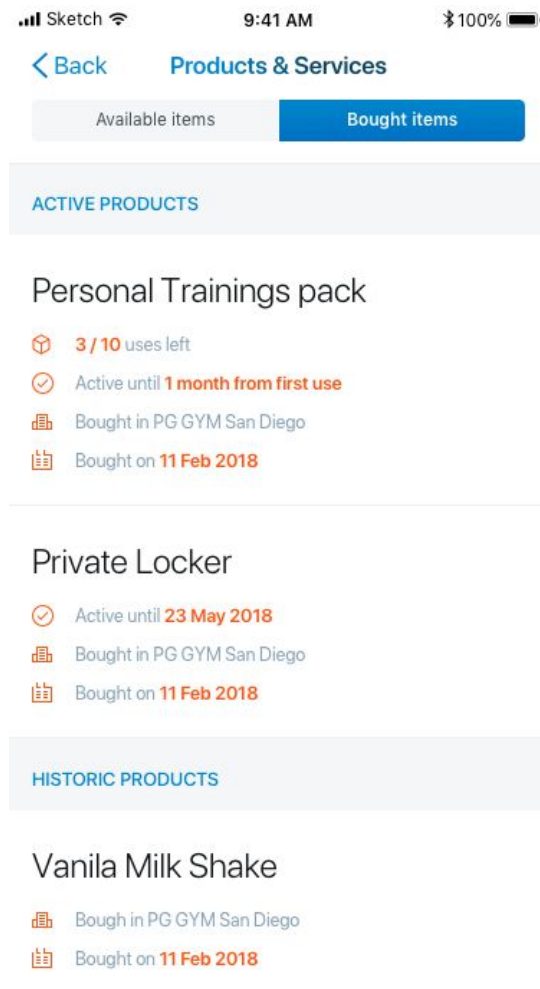 Sketch 9:41 AM 100%
Back Products & Services
Available items Bought items
ACTIVE PRODUCTS
Personal Trainings pack
3 / 10 uses left
Active until 1 month from first use
Bought in PG GYM San Diego
Bought on 11 Feb 2018
Private Locker
Active until 23 May 2018
Bought in PG GYM San Diego
Bought on 11 Feb 2018
HISTORIC PRODUCTS
Vanila Milk Shake
Bough in PG GYM San Diego
Bought on 11 Feb 2018